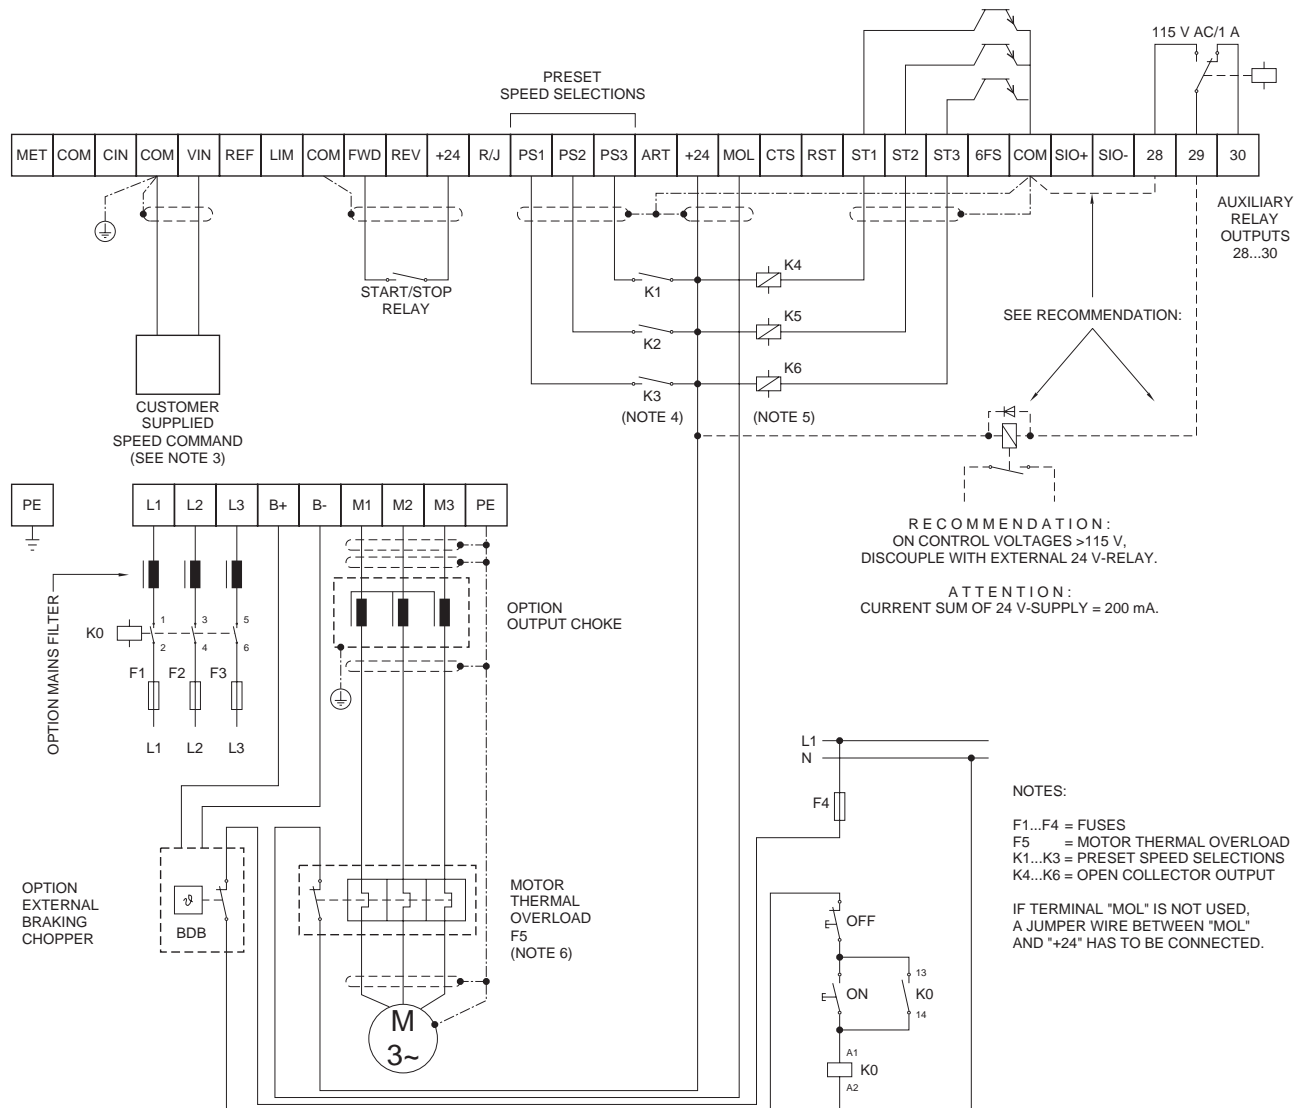 115 V AC/1 A
PRESET
SPEED SELECTIONS
MET COM CIN COM VIN REF LIM COM FWD REV +24 R/J PS1 PS2 PS3 ART +24 MOL CTS RST ST1 ST2 ST3 6FS COM SIO+ SIO- 28 29 30
AUXILIARY
RELAY
OUTPUTS
28...30
START/STOP
RELAY
K1
K4
K2
K5
K3
K6
(NOTE 4)
(NOTE 5)
SEE RECOMMENDATION:
CUSTOMER
SUPPLIED
SPEED COMMAND
(SEE NOTE 3)
PE
L1 L2 L3 B+ B- M1 M2 M3 PE
RECOMMENDATION:
ON CONTROL VOLTAGES >115 V,
DISCOUPLE WITH EXTERNAL 24 V-RELAY.
ATTENTION:
CURRENT SUM OF 24 V-SUPPLY = 200 mA.
OPTION MAINS FILTER
OPTION
OUTPUT CHOKE
K0
1 3 5
2 4 6
F1 F2 F3
L1 L2 L3
L1
N
F4
NOTES:
F1...F4 = FUSES
F5 = MOTOR THERMAL OVERLOAD
K1...K3 = PRESET SPEED SELECTIONS
K4...K6 = OPEN COLLECTOR OUTPUT
IF TERMINAL "MOL" IS NOT USED,
A JUMPER WIRE BETWEEN "MOL"
AND "+24" HAS TO BE CONNECTED.
OPTION
EXTERNAL
BRAKING
CHOPPER
ϑ
BDB
MOTOR
THERMAL
OVERLOAD
F5
(NOTE 6)
OFF
ON
13
K0
14
M
3~
A1
K0
A2